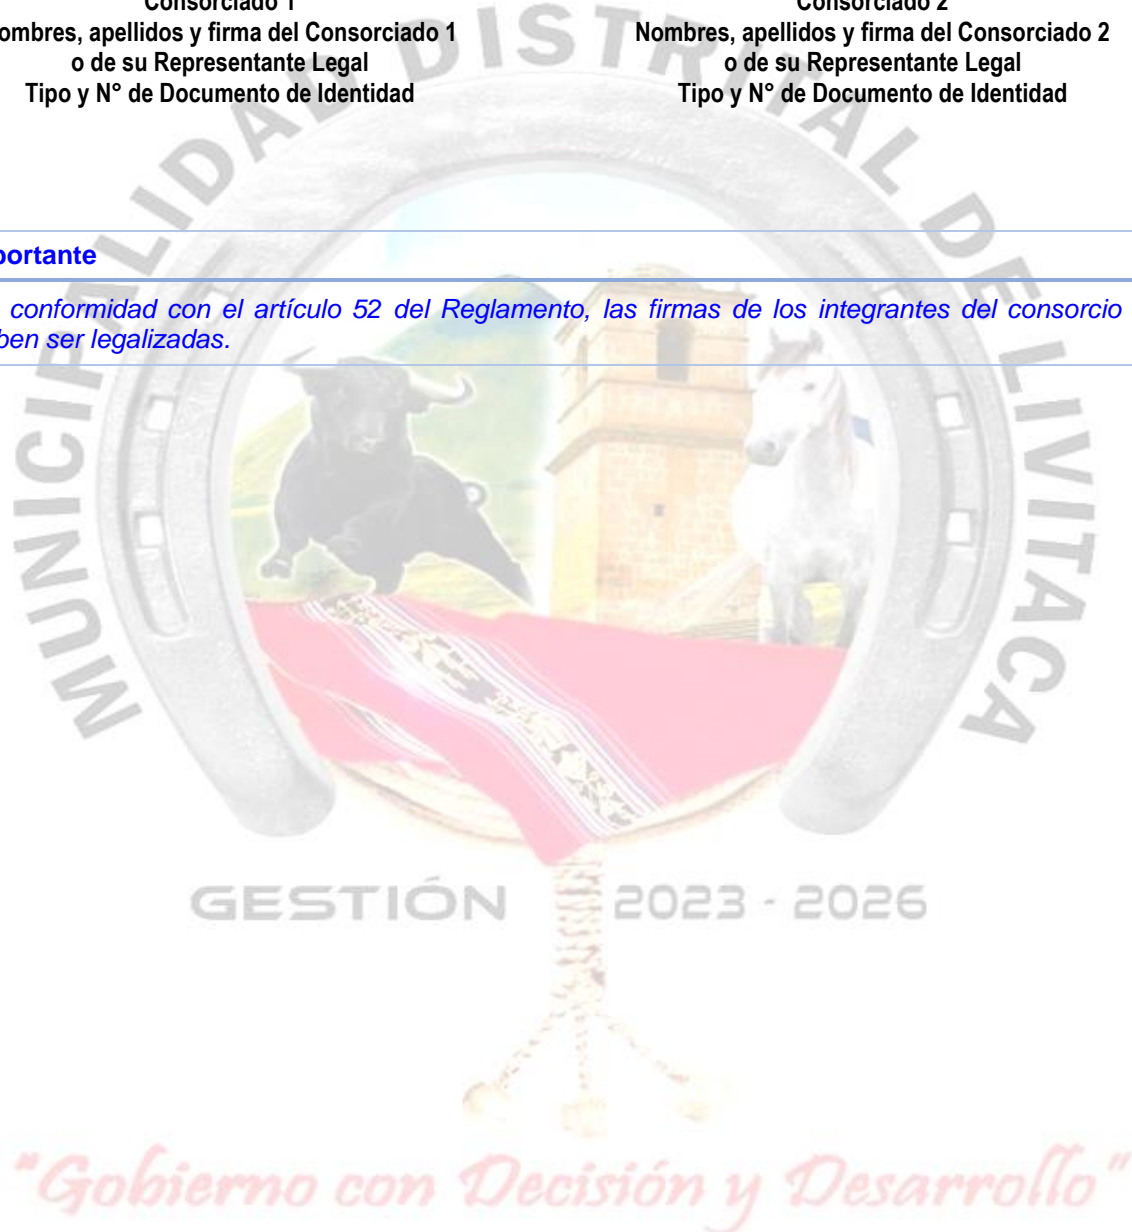 Consorciado 1
Consorciado 2
ombres, apellidos y firma del Consorciado 1
Nombres, apellidos y firma del Consorciado 2
o de su Representante Legal
o de su Representante Legal
Tipo y N° de Documento de Identidad
Tipo y N° de Documento de Identidad
MUNICIPALIDAD DISTRITAL DE LIVITACA
portante
conformidad con el artículo 52 del Reglamento, las firmas de los integrantes del consorcio
ben ser legalizadas.
GESTIÓN 2023 - 2026
"Gobierno con Decisión y Desarrollo"